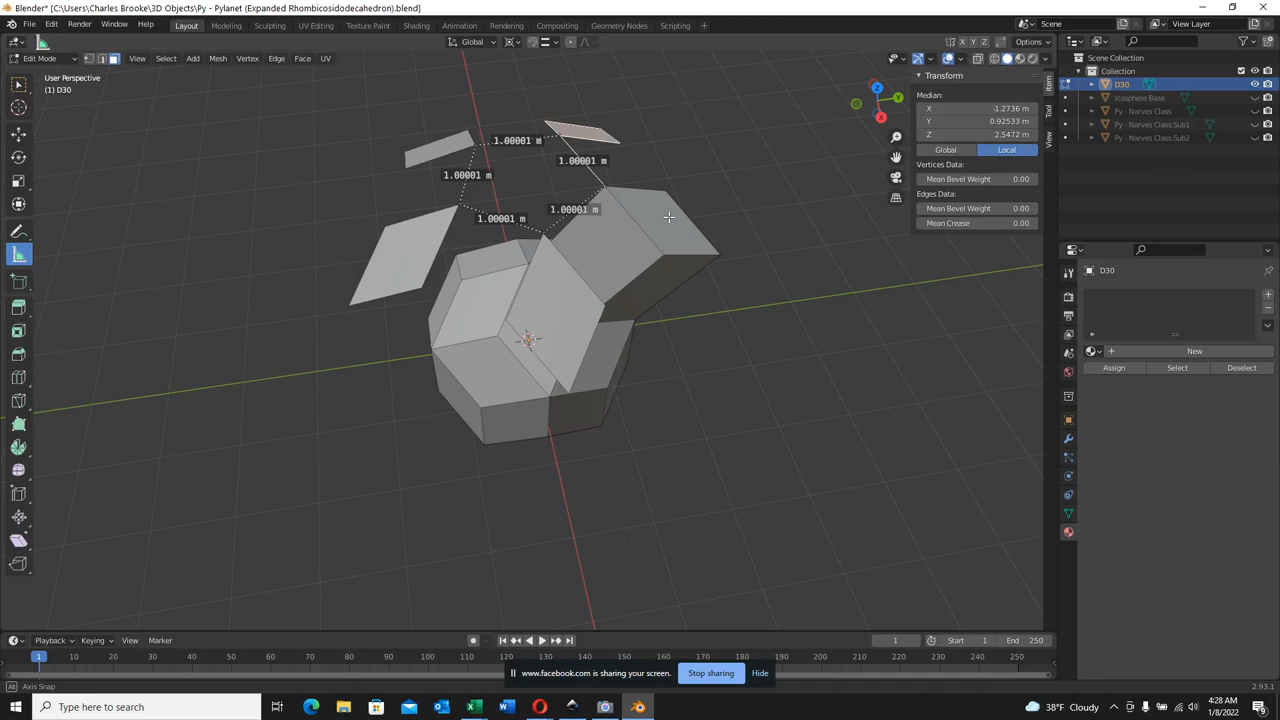 Blender* [C:\Users\Charles Brooke\3D Objects\Py - Pylanet (Expanded Rhombicosidodecahedron).blend]
File Edit Render Window Help Layout Modeling Sculpting UV Editing Texture Paint Shading Animation Rendering Compositing Geometry Nodes Scripting + Scene View Layer
Global X Y Z Options
Edit Mode View Select Add Mesh Vertex Edge Face UV
User Perspective
(1) D30
1.00001 m
1.00001 m
1.00001 m
1.00001 m
1.00001 m
Z
Y
X
Transform
Median:
X -1.2736 m
Y 0.92533 m
Z 2.5472 m
Global Local
Vertices Data:
Mean Bevel Weight 0.00
Edges Data:
Mean Bevel Weight 0.00
Mean Crease 0.00
Item
Tool
View
Scene Collection
Collection
D30
Icosphere Base
Py - Narves Class
Py - Narves Class.Sub1
Py - Narves Class.Sub2
D30
New
Assign Select Deselect
Playback Keying View Marker 1 Start 1 End 250
1 10 20 30 40 50 60 70 80 90 100 110 120 130 140 150 160 170 180 190 200 210 220 230 240 250
www.facebook.com is sharing your screen. Stop sharing Hide
Axis Snap 2.93.1
Type here to search 38°F Cloudy 4:28 AM
1/8/2022